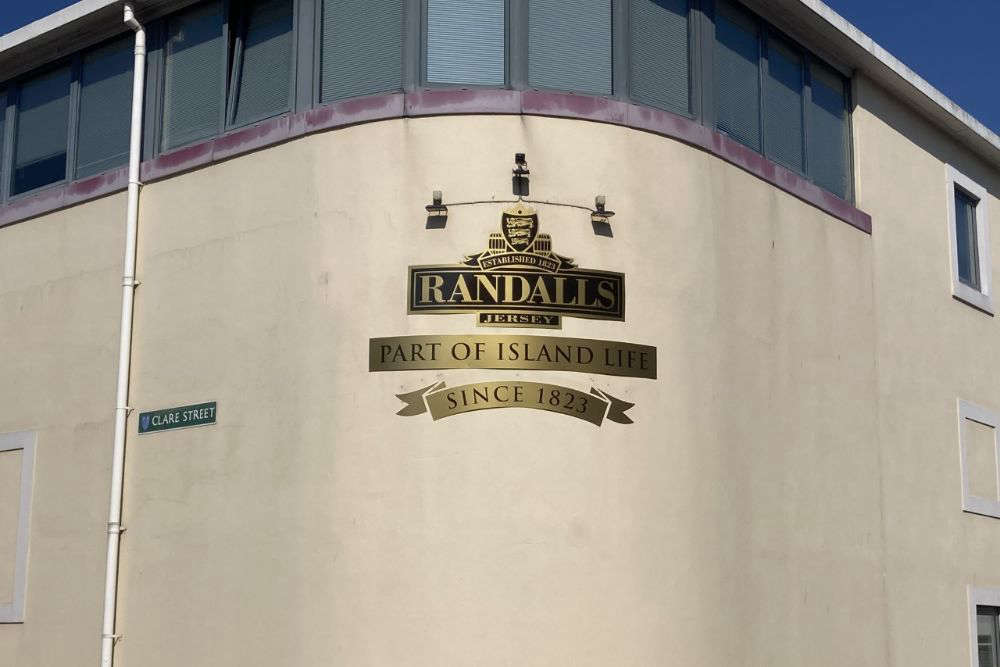 ESTABLISHED 1823
RANDALLS
JERSEY
PART OF ISLAND LIFE
SINCE 1823
CLARE STREET